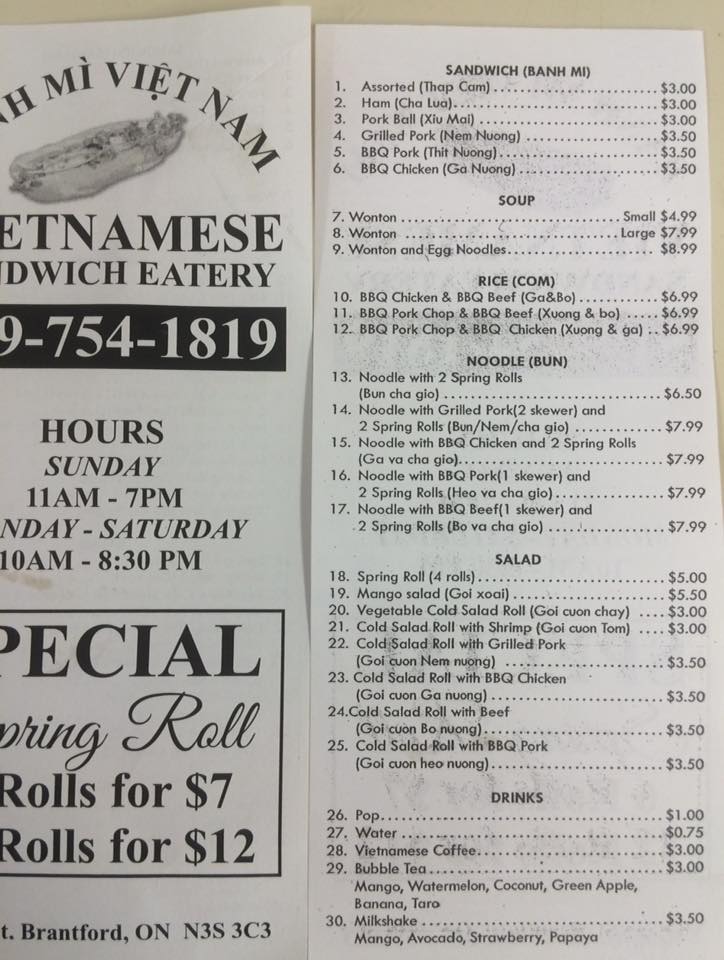 NH MÌ VIỆT NAM
ETNAMESE
NDWICH EATERY
9-754-1819
HOURS
SUNDAY
11AM - 7PM
NDAY - SATURDAY
10AM - 8:30 PM
PECIAL
pring Roll
Rolls for $7
Rolls for $12
t. Brantford, ON N3S 3C3
SANDWICH (BANH MI)
1. Assorted (Thap Cam) $3.00
2. Ham (Cha Lua) $3.00
3. Pork Ball (Xiu Mai) $3.00
4. Grilled Pork (Nem Nuong) $3.50
5. BBQ Pork (Thit Nuong) $3.50
6. BBQ Chicken (Ga Nuong) $3.50
SOUP
7. Wonton Small $4.99
8. Wonton Large $7.99
9. Wonton and Egg Noodles $8.99
RICE (COM)
10. BBQ Chicken & BBQ Beef (Ga&Bo) $6.99
11. BBQ Pork Chop & BBQ Beef (Xuong & bo) $6.99
12. BBQ Pork Chop & BBQ Chicken (Xuong & ga) $6.99
NOODLE (BUN)
13. Noodle with 2 Spring Rolls
(Bun cha gio) $6.50
14. Noodle with Grilled Pork(2 skewer) and
2 Spring Rolls (Bun/Nem/cha gio) $7.99
15. Noodle with BBQ Chicken and 2 Spring Rolls
(Ga va cha gio) $7.99
16. Noodle with BBQ Pork(1 skewer) and
2 Spring Rolls (Heo va cha gio) $7.99
17. Noodle with BBQ Beef(1 skewer) and
2 Spring Rolls (Bo va cha gio) $7.99
SALAD
18. Spring Roll (4 rolls) $5.00
19. Mango salad (Goi xoai) $5.50
20. Vegetable Cold Salad Roll (Goi cuon chay) $3.00
21. Cold Salad Roll with Shrimp (Goi cuon Tom) $3.00
22. Cold Salad Roll with Grilled Pork
(Goi cuon Nem nuong) $3.50
23. Cold Salad Roll with BBQ Chicken
(Goi cuon Ga nuong) $3.50
24.Cold Salad Roll with Beef
(Goi cuon Bo nuong) $3.50
25. Cold Salad Roll with BBQ Pork
(Goi cuon heo nuong) $3.50
DRINKS
26. Pop $1.00
27. Water $0.75
28. Vietnamese Coffee $3.00
29. Bubble Tea $3.00
Mango, Watermelon, Coconut, Green Apple,
Banana, Taro
30. Milkshake $3.50
Mango, Avocado, Strawberry, Papaya